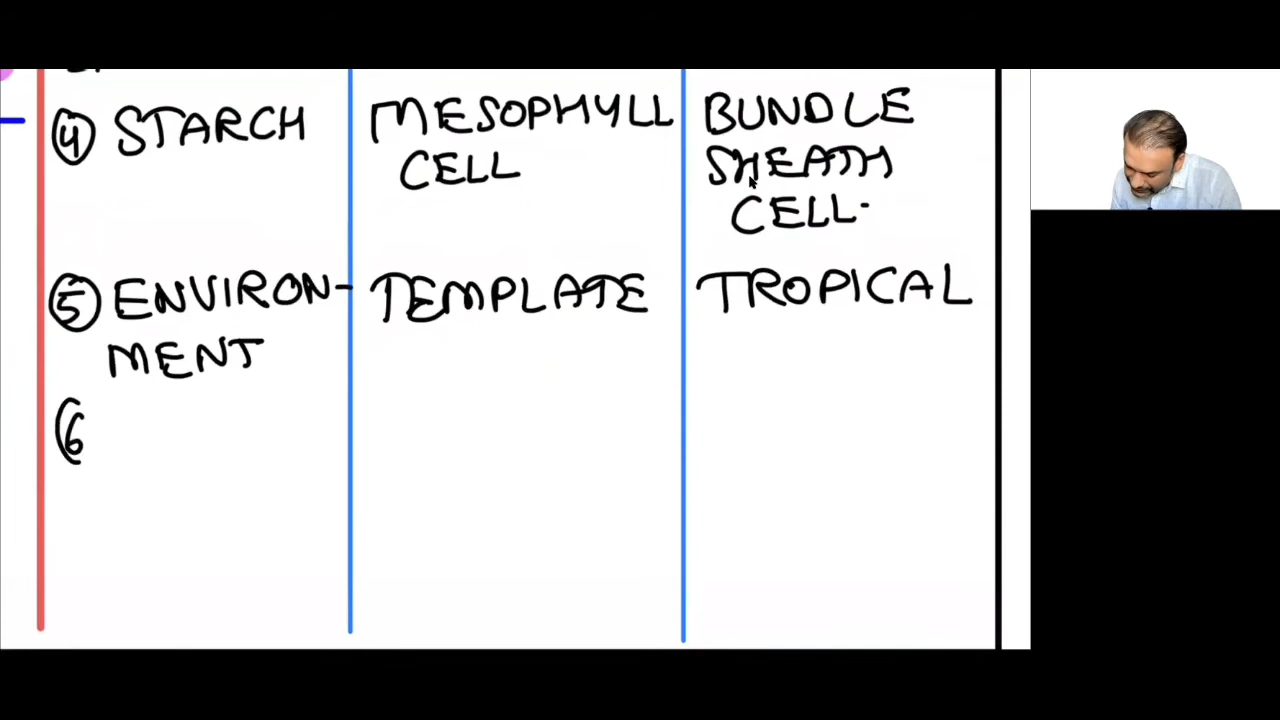 ④ STARCH MESOPHYLL BUNDLE
CELL SHEATH
CELL.
⑤ ENVIRON- TEMPLATE TROPICAL
MENT
(6